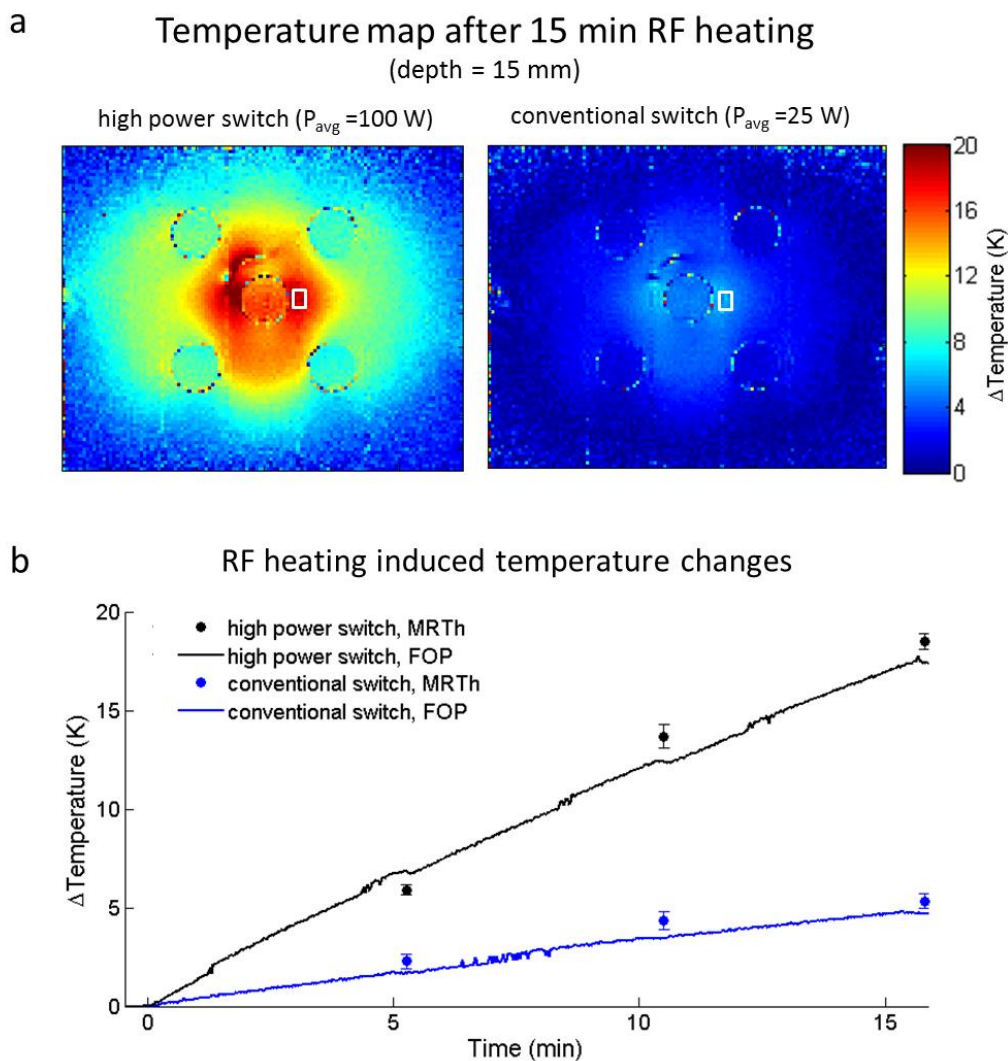 a
Temperature map after 15 min RF heating
(depth = 15 mm)
high power switch (Pavg =100 W)
conventional switch (Pavg =25 W)
20
16
12
8
4
0
ΔTemperature (K)
b
RF heating induced temperature changes
20
15
10
5
0
ΔTemperature (K)
high power switch, MRTh
high power switch, FOP
conventional switch, MRTh
conventional switch, FOP
0
5
10
15
Time (min)